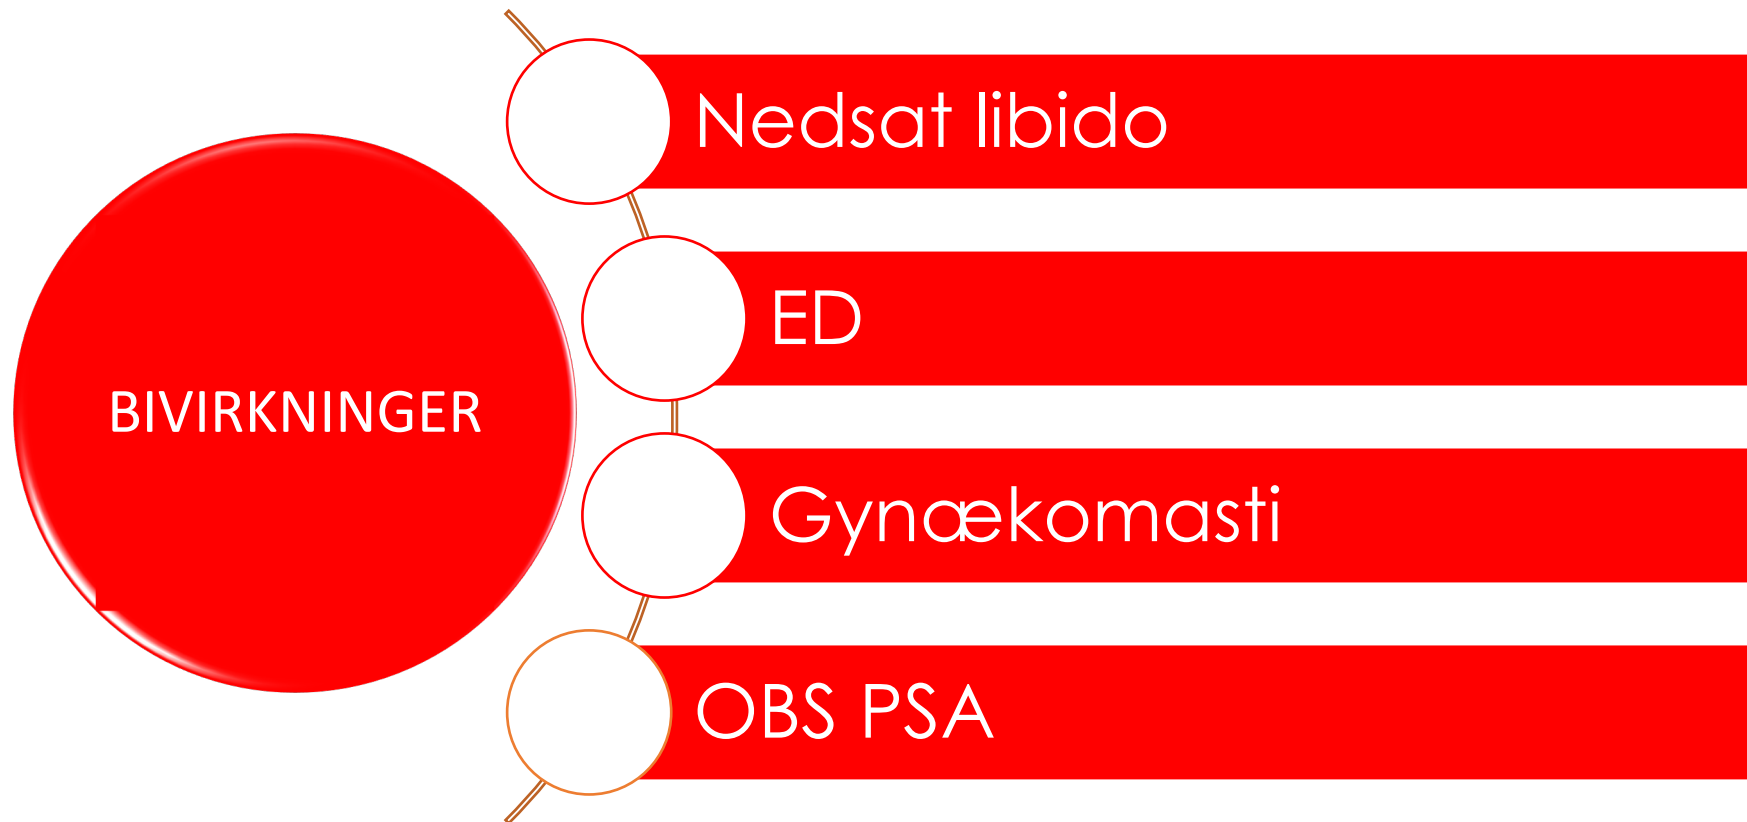 BIVIRKNINGER
Nedsat libido
ED
Gynækomasti
OBS PSA